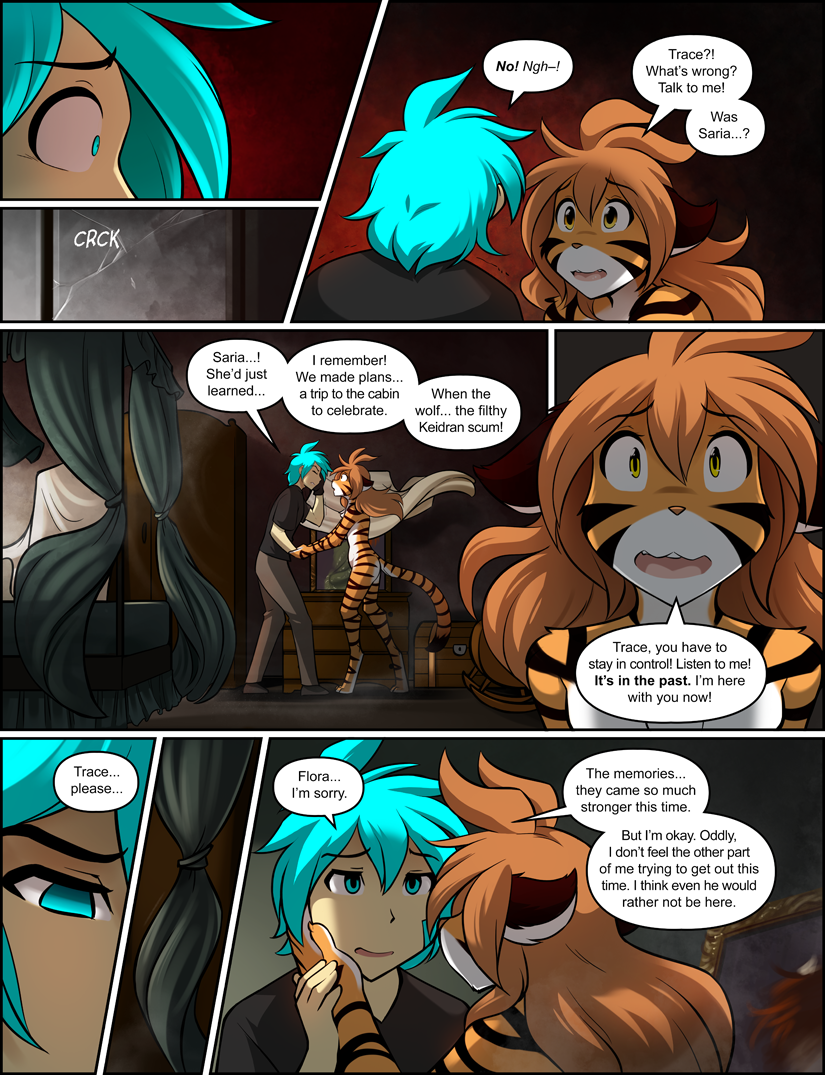 No! Ngh–!
Trace?!
What's wrong?
Talk to me!
Was
Saria...?
CRCK
Saria...!
She'd just
learned...
I remember!
We made plans...
a trip to the cabin
to celebrate.
When the
wolf... the filthy
Keidran scum!
Trace, you have to
stay in control! Listen to me!
It's in the past. I'm here
with you now!
Trace...
please...
Flora...
I'm sorry.
The memories...
they came so much
stronger this time.
But I'm okay. Oddly,
I don't feel the other part
of me trying to get out this
time. I think even he would
rather not be here.